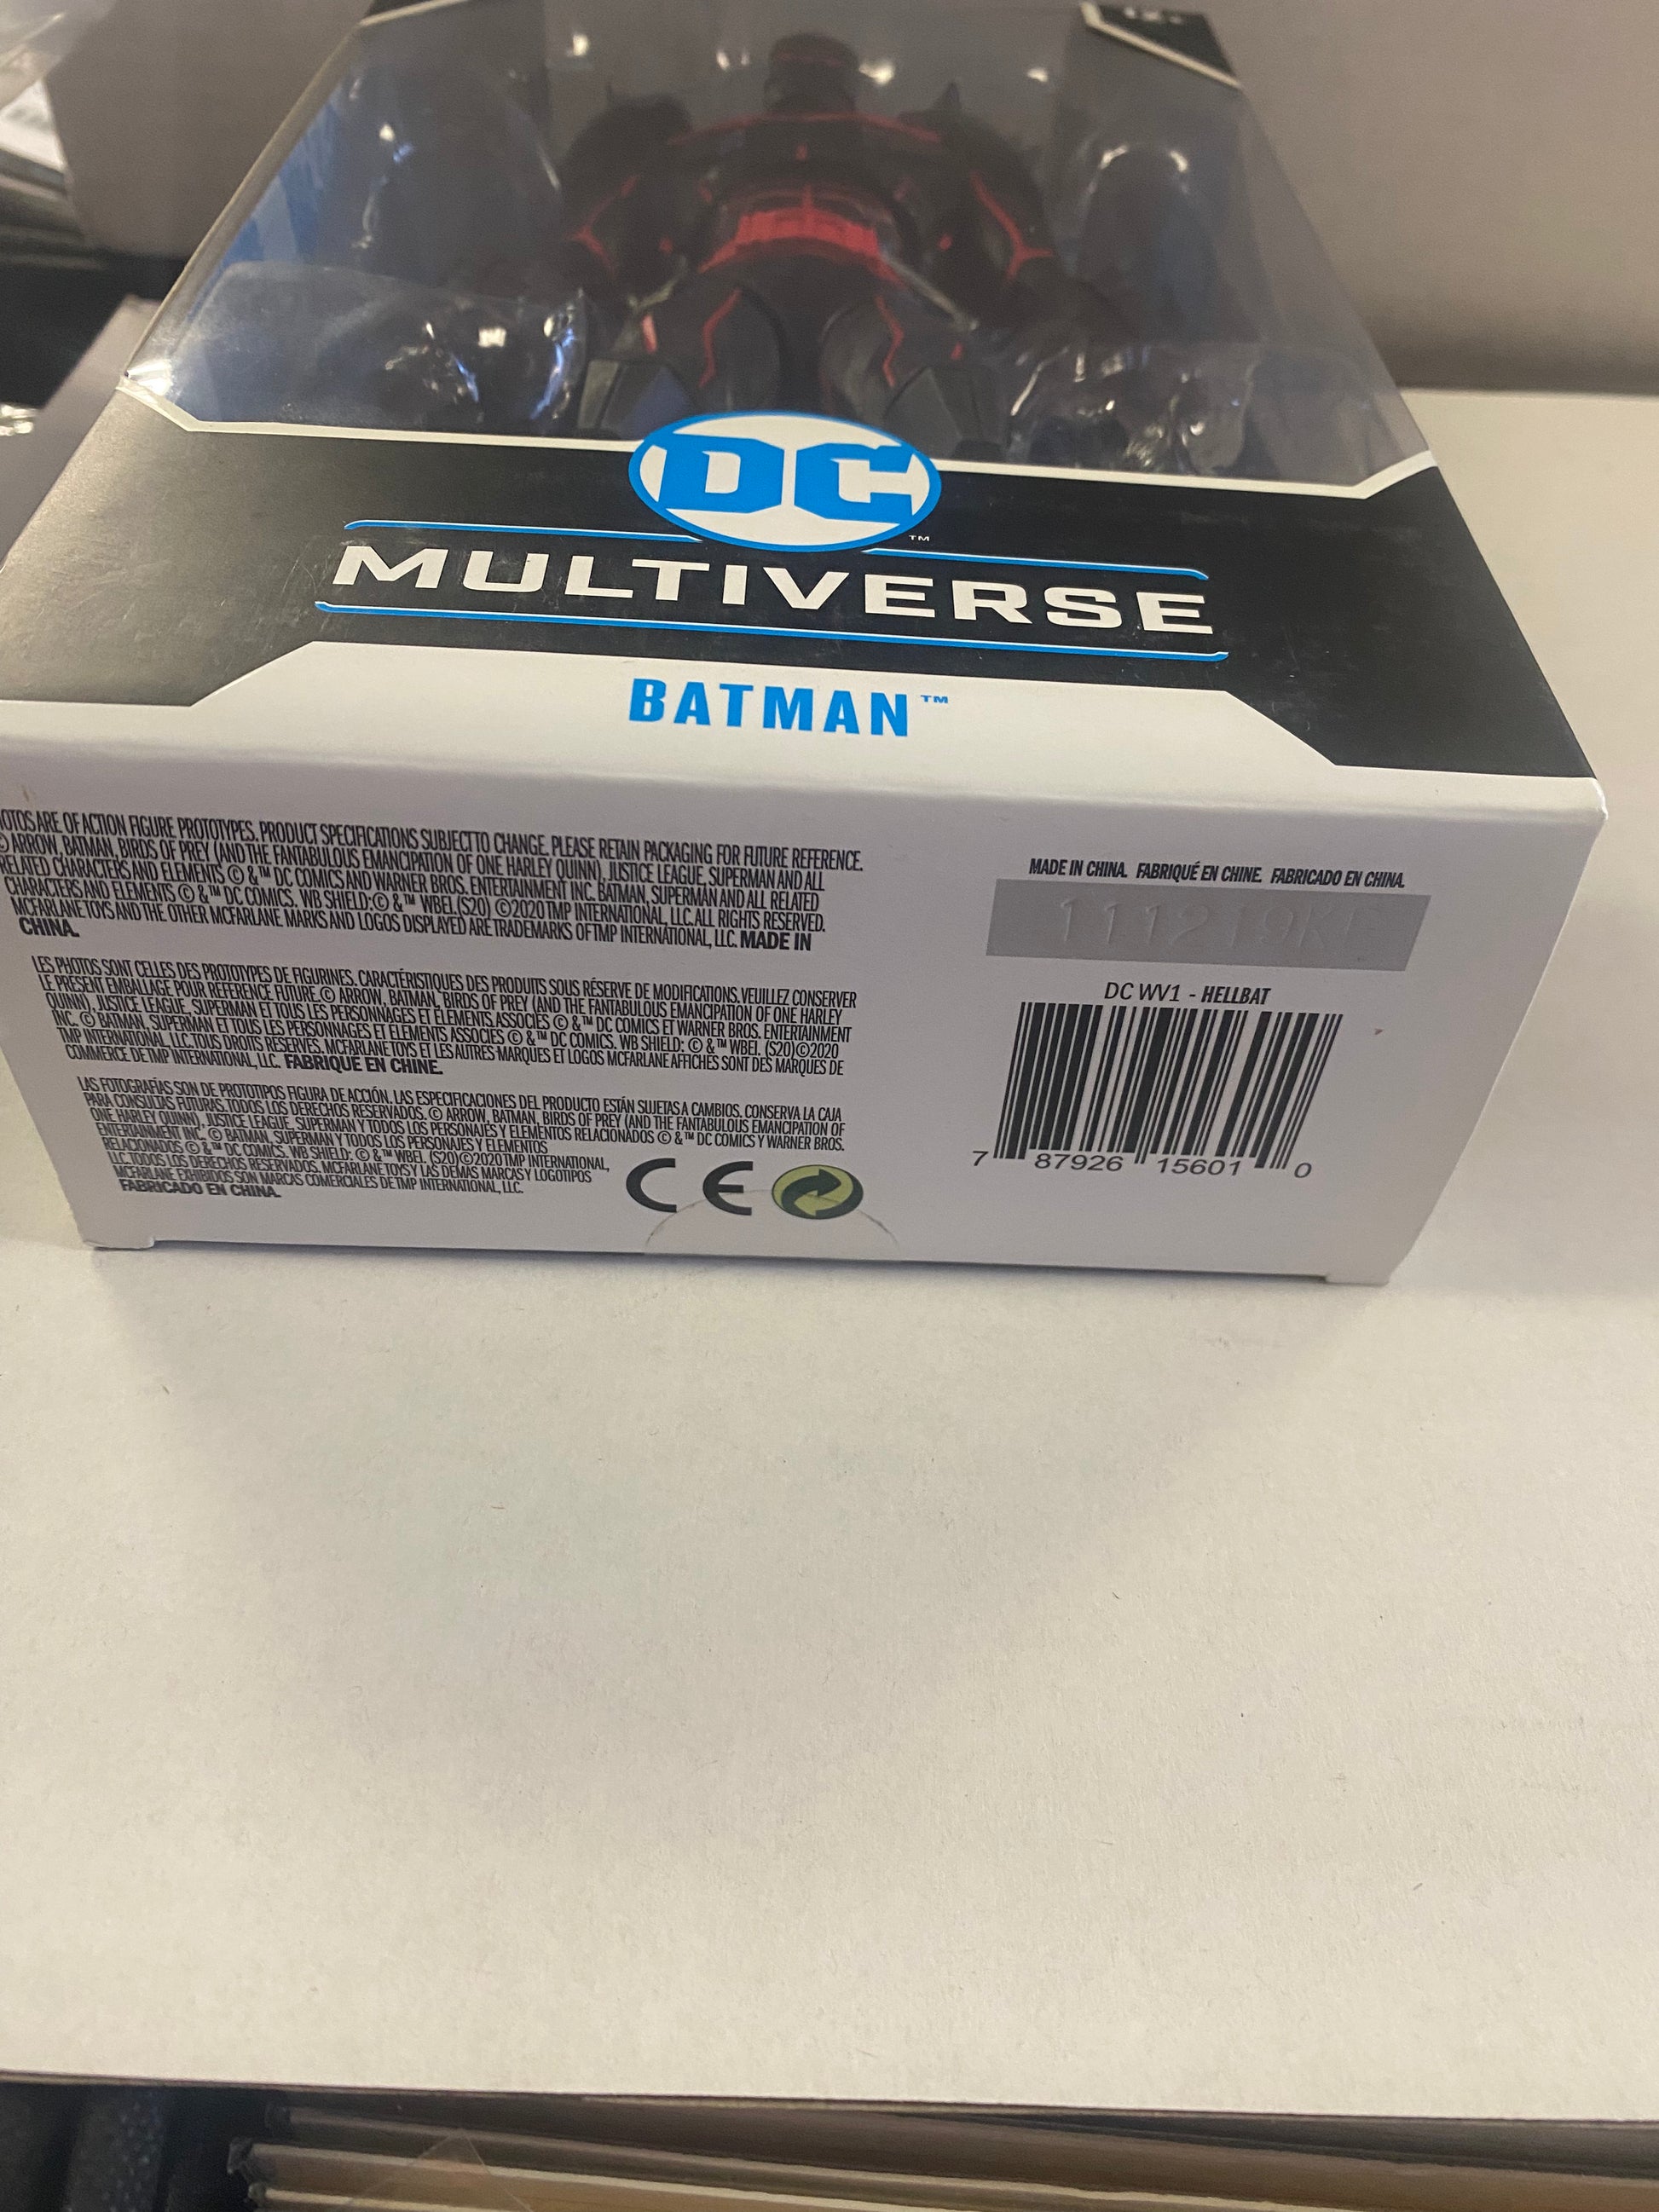 DC™
MULTIVERSE
BATMAN™
OTOS ARE OF ACTION FIGURE PROTOTYPES. PRODUCT SPECIFICATIONS SUBJECT TO CHANGE. PLEASE RETAIN PACKAGING FOR FUTURE REFERENCE.
© ARROW, BATMAN, BIRDS OF PREY (AND THE FANTABULOUS EMANCIPATION OF ONE HARLEY QUINN), JUSTICE LEAGUE, SUPERMAN AND ALL
RELATED CHARACTERS AND ELEMENTS © &™ DC COMICS AND WARNER BROS. ENTERTAINMENT INC. BATMAN, SUPERMAN AND ALL RELATED
CHARACTERS AND ELEMENTS © &™ DC COMICS. WB SHIELD: © &™ WBEI. (S20) ©2020 TMP INTERNATIONAL, LLC. ALL RIGHTS RESERVED.
MCFARLANE TOYS AND THE OTHER MCFARLANE MARKS AND LOGOS DISPLAYED ARE TRADEMARKS OF TMP INTERNATIONAL, LLC. MADE IN
CHINA.
LES PHOTOS SONT CELLES DES PROTOTYPES DE FIGURINES. CARACTÉRISTIQUES DES PRODUITS SOUS RÉSERVE DE MODIFICATIONS. VEUILLEZ CONSERVER
LE PRÉSENT EMBALLAGE POUR RÉFÉRENCE FUTURE. © ARROW, BATMAN, BIRDS OF PREY (AND THE FANTABULOUS EMANCIPATION OF ONE HARLEY
QUINN), JUSTICE LEAGUE, SUPERMAN ET TOUS LES PERSONNAGES ET ÉLÉMENTS ASSOCIÉS © &™ DC COMICS ET WARNER BROS. ENTERTAINMENT
INC. © BATMAN, SUPERMAN ET TOUS LES PERSONNAGES ET ELEMENTS ASSOCIES © &™ DC COMICS. WB SHIELD: © &™ WBEI. (S20) ©2020
TMP INTERNATIONAL, LLC. TOUS DROITS RÉSERVÉS. MCFARLANE TOYS ET LES AUTRES MARQUES ET LOGOS MCFARLANE AFFICHÉS SONT DES MARQUES DE
COMMERCE DE TMP INTERNATIONAL, LLC. FABRIQUÉ EN CHINE.
LAS FOTOGRAFÍAS SON DE PROTOTIPOS FIGURA DE ACCIÓN. LAS ESPECIFICACIONES DEL PRODUCTO ESTÁN SUJETAS A CAMBIOS. CONSERVA LA CAJA
PARA CONSULTAS FUTURAS. TODOS LOS DERECHOS RESERVADOS. © ARROW, BATMAN, BIRDS OF PREY (AND THE FANTABULOUS EMANCIPATION OF
ONE HARLEY QUINN), JUSTICE LEAGUE, SUPERMAN Y TODOS LOS PERSONAJES Y ELEMENTOS RELACIONADOS © &™ DC COMICS Y WARNER BROS.
ENTERTAINMENT INC. © BATMAN, SUPERMAN Y TODOS LOS PERSONAJES Y ELEMENTOS
RELACIONADOS © &™ DC COMICS. WB SHIELD: © &™ WBEI. (S20) ©2020 TMP INTERNATIONAL,
LLC. TODOS LOS DERECHOS RESERVADOS. MCFARLANE TOYS Y LAS DEMAS MARCAS Y LOGOTIPOS
MCFARLANE EXHIBIDOS SON MARCAS COMERCIALES DE TMP INTERNATIONAL, LLC.
FABRICADO EN CHINA.
CE
MADE IN CHINA. FABRIQUÉ EN CHINE. FABRICADO EN CHINA.
DC WV1 - HELLBAT
7 87926 15601 0